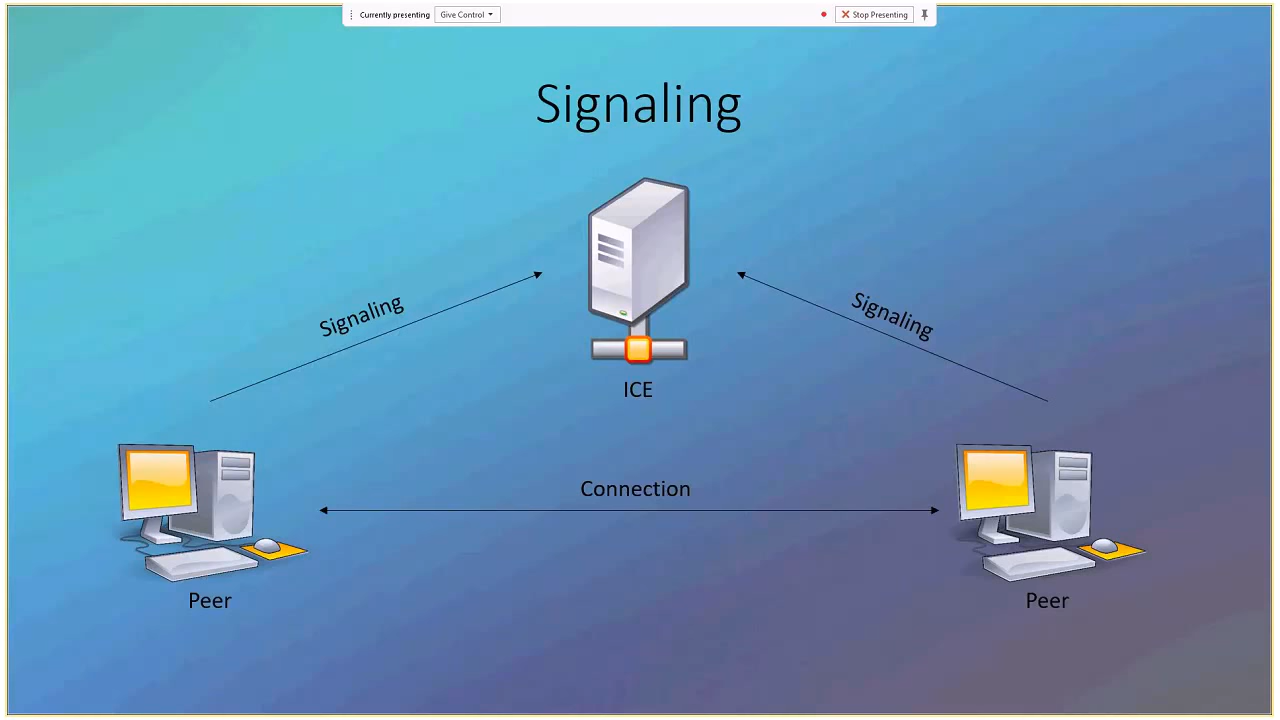 Currently presenting
Give Control
Stop Presenting
Signaling
Signaling
Signaling
ICE
Connection
Peer
Peer